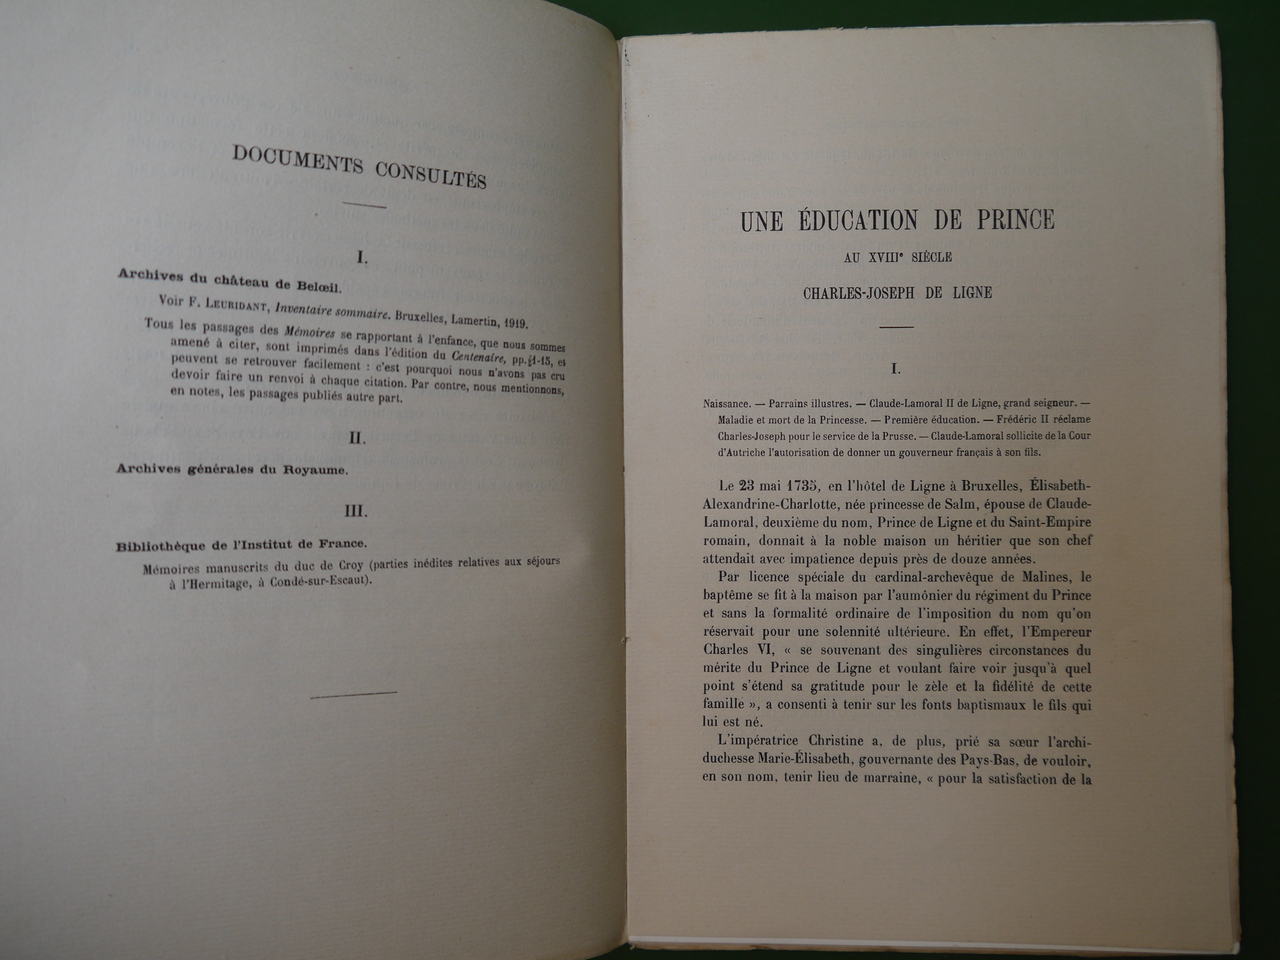 DOCUMENTS CONSULTÉS
I.
Archives du château de Belœil.
Voir F. LEURIDANT, Inventaire sommaire. Bruxelles, Lamertin, 1919.
Tous les passages des Mémoires se rapportant à l'enfance, que nous sommes
amené à citer, sont imprimés dans l'édition du Centenaire, pp. 1-15, et
peuvent se retrouver facilement : c'est pourquoi nous n'avons pas cru
devoir faire un renvoi à chaque citation. Par contre, nous mentionnons,
en notes, les passages publiés autre part.
II.
Archives générales du Royaume.
III.
Bibliothèque de l'Institut de France.
Mémoires manuscrits du duc de Croy (parties inédites relatives aux séjours
à l'Hermitage, à Condé-sur-Escaut).
UNE ÉDUCATION DE PRINCE
AU XVIIIe SIÈCLE
CHARLES-JOSEPH DE LIGNE
I.
Naissance. — Parrains illustres. — Claude-Lamoral II de Ligne, grand seigneur. —
Maladie et mort de la Princesse. — Première éducation. — Frédéric II réclame
Charles-Joseph pour le service de la Prusse. — Claude-Lamoral sollicite de la Cour
d'Autriche l'autorisation de donner un gouverneur français à son fils.
Le 23 mai 1735, en l'hôtel de Ligne à Bruxelles, Élisabeth-
Alexandrine-Charlotte, née princesse de Salm, épouse de Claude-
Lamoral, deuxième du nom, Prince de Ligne et du Saint-Empire
romain, donnait à la noble maison un héritier que son chef
attendait avec impatience depuis près de douze années.
Par licence spéciale du cardinal-archevêque de Malines, le
baptême se fit à la maison par l'aumônier du régiment du Prince
et sans la formalité ordinaire de l'imposition du nom qu'on
réservait pour une solennité ultérieure. En effet, l'Empereur
Charles VI, « se souvenant des singulières circonstances du
mérite du Prince de Ligne et voulant faire voir jusqu'à quel
point s'étend sa gratitude pour le zèle et la fidélité de cette
famille », a consenti à tenir sur les fonts baptismaux le fils qui
lui est né.
L'impératrice Christine a, de plus, prié sa sœur l'archi-
duchesse Marie-Élisabeth, gouvernante des Pays-Bas, de vouloir,
en son nom, tenir lieu de marraine, « pour la satisfaction de la